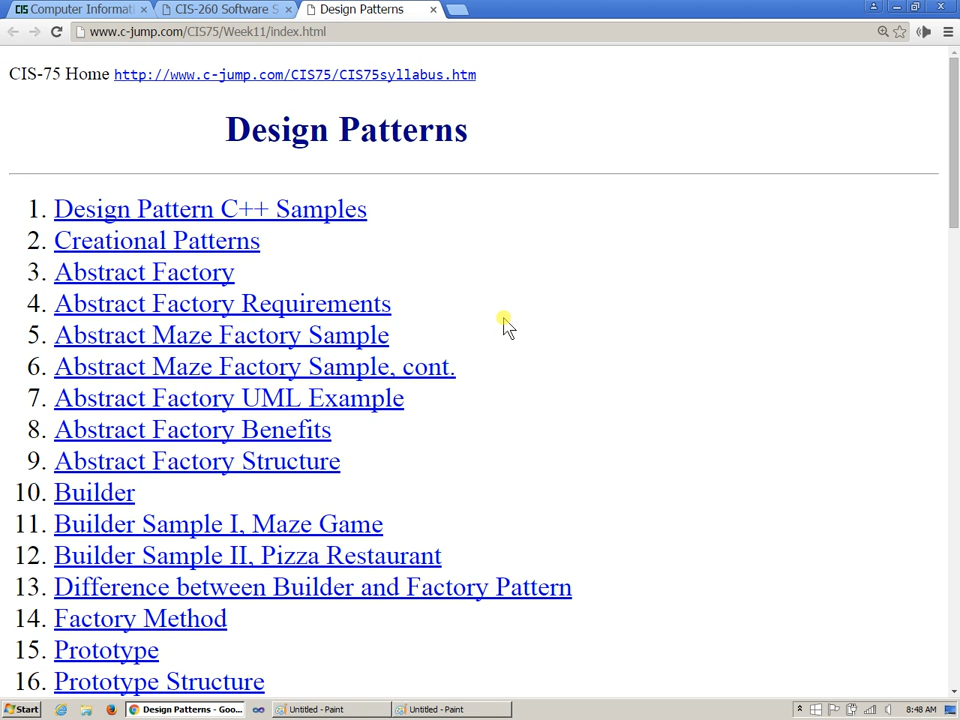 CIS Computer Informati
CIS-260 Software S
Design Patterns
www.c-jump.com/CIS75/Week11/index.html
CIS-75 Home http://www.c-jump.com/CIS75/CIS75syllabus.htm
Design Patterns
1. Design Pattern C++ Samples
2. Creational Patterns
3. Abstract Factory
4. Abstract Factory Requirements
5. Abstract Maze Factory Sample
6. Abstract Maze Factory Sample, cont.
7. Abstract Factory UML Example
8. Abstract Factory Benefits
9. Abstract Factory Structure
10. Builder
11. Builder Sample I, Maze Game
12. Builder Sample II, Pizza Restaurant
13. Difference between Builder and Factory Pattern
14. Factory Method
15. Prototype
16. Prototype Structure
Start
Design Patterns - Goo...
Untitled - Paint
Untitled - Paint
8:48 AM